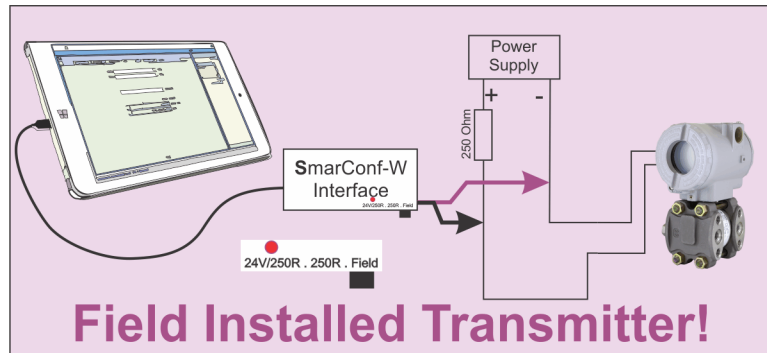 Power
Supply
+ -
250 Ohm
SmarConf-W
Interface
24V/250R . 250R . Field
24V/250R . 250R . Field
Field Installed Transmitter!